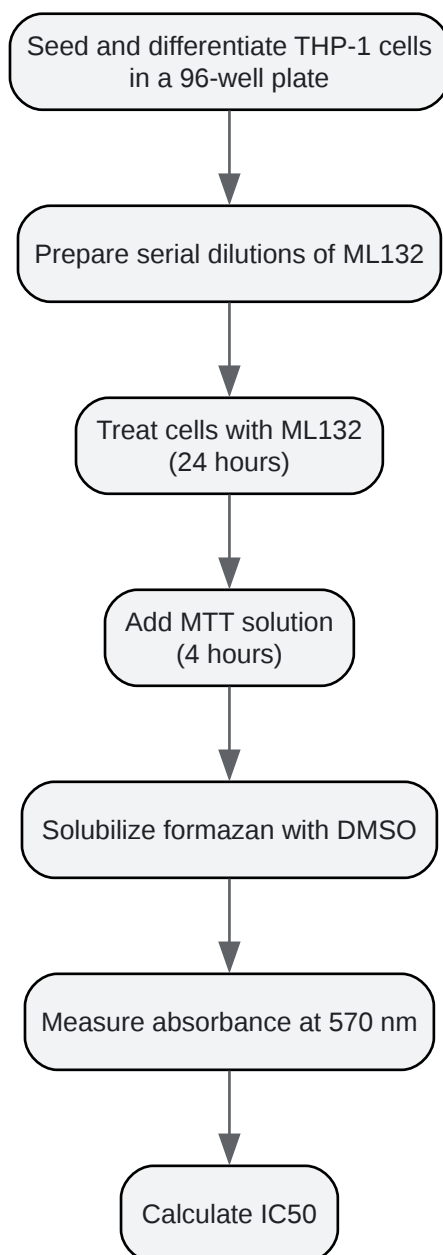 Seed and differentiate THP-1 cells
in a 96-well plate
Prepare serial dilutions of ML132
Treat cells with ML132
(24 hours)
Add MTT solution
(4 hours)
Solubilize formazan with DMSO
Measure absorbance at 570 nm
Calculate IC50